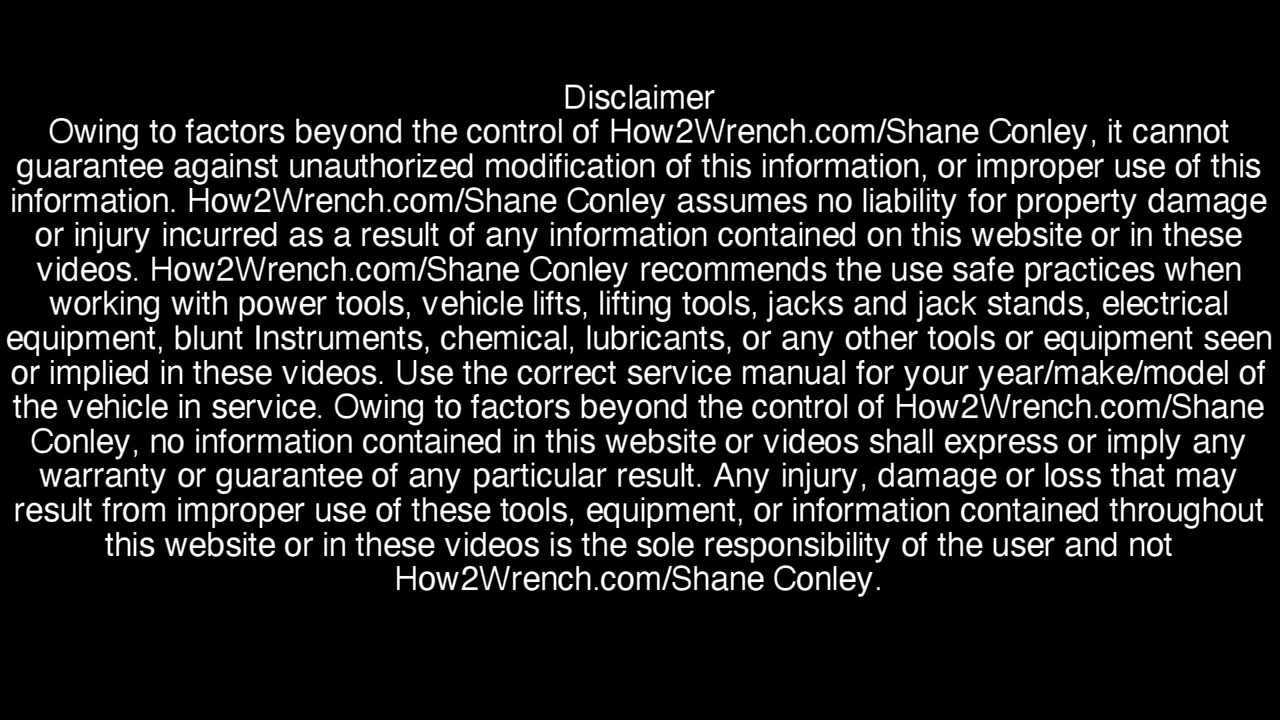 Disclaimer
Owing to factors beyond the control of How2Wrench.com/Shane Conley, it cannot
guarantee against unauthorized modification of this information, or improper use of this
information. How2Wrench.com/Shane Conley assumes no liability for property damage
or injury incurred as a result of any information contained on this website or in these
videos. How2Wrench.com/Shane Conley recommends the use safe practices when
working with power tools, vehicle lifts, lifting tools, jacks and jack stands, electrical
equipment, blunt Instruments, chemical, lubricants, or any other tools or equipment seen
or implied in these videos. Use the correct service manual for your year/make/model of
the vehicle in service. Owing to factors beyond the control of How2Wrench.com/Shane
Conley, no information contained in this website or videos shall express or imply any
warranty or guarantee of any particular result. Any injury, damage or loss that may
result from improper use of these tools, equipment, or information contained throughout
this website or in these videos is the sole responsibility of the user and not
How2Wrench.com/Shane Conley.